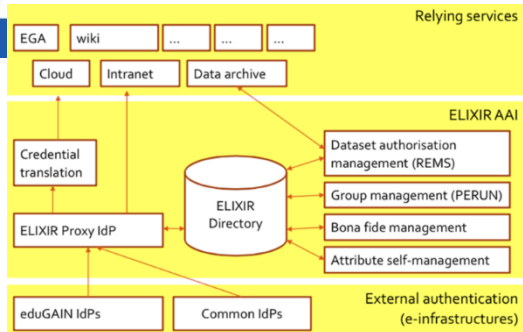 Relying services
EGA
wiki
...
...
...
Cloud
Intranet
Data archive
ELIXIR AAI
Credential
translation
Dataset authorisation
management (REMS)
Group management (PERUN)
ELIXIR
Directory
ELIXIR Proxy IdP
Bona fide management
Attribute self-management
External authentication
(e-infrastructures)
eduGAIN IdPs
Common IdPs